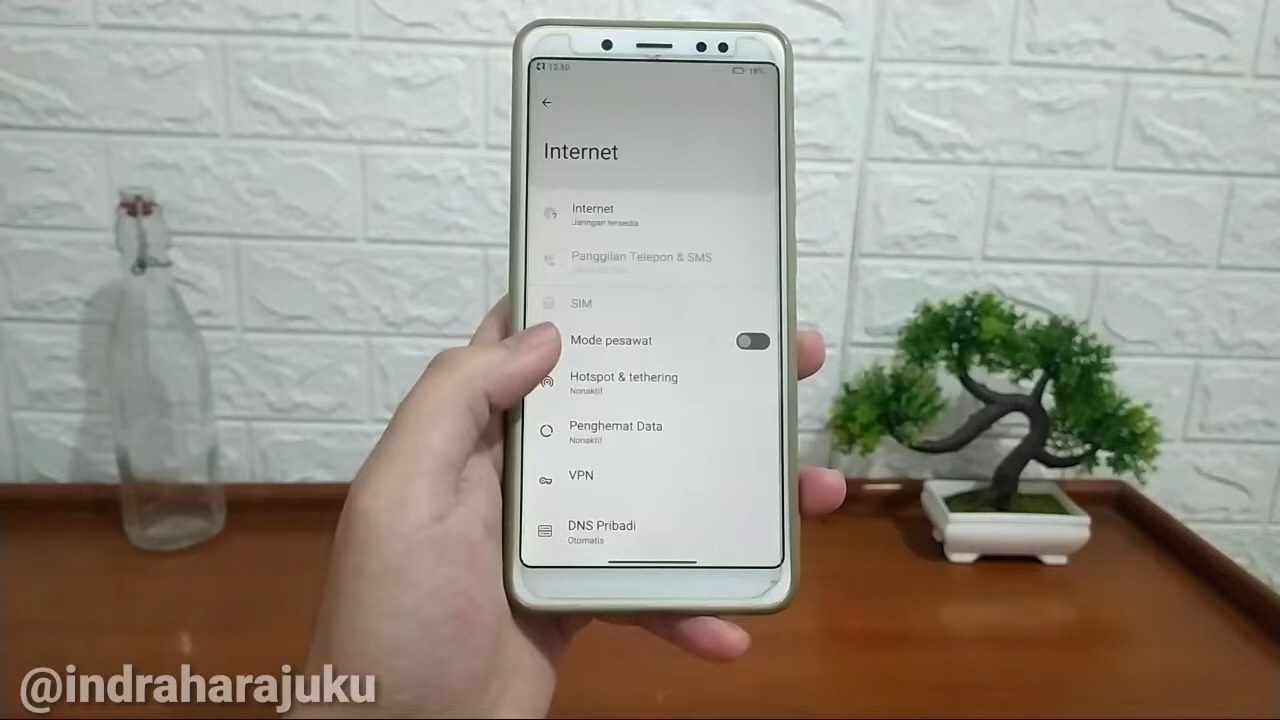 12.50
18%
Internet
Internet
Jaringan tersedia
Panggilan Telepon & SMS
SIM
Mode pesawat
Hotspot & tethering
Nonaktif
Penghemat Data
Nonaktif
VPN
DNS Pribadi
Otomatis
@indraharajuku